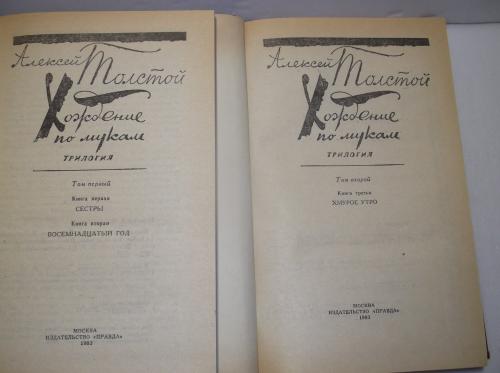 Алексей Толстой
Хождение
по мукам
ТРИЛОГИЯ
Том первый
Книга первая
СЕСТРЫ
Книга вторая
ВОСЕМНАДЦАТЫЙ ГОД
МОСКВА
ИЗДАТЕЛЬСТВО «ПРАВДА»
1983
Алексей Толстой
Хождение
по мукам
ТРИЛОГИЯ
Том второй
Книга третья
ХМУРОЕ УТРО
МОСКВА
ИЗДАТЕЛЬСТВО «ПРАВДА»
1983